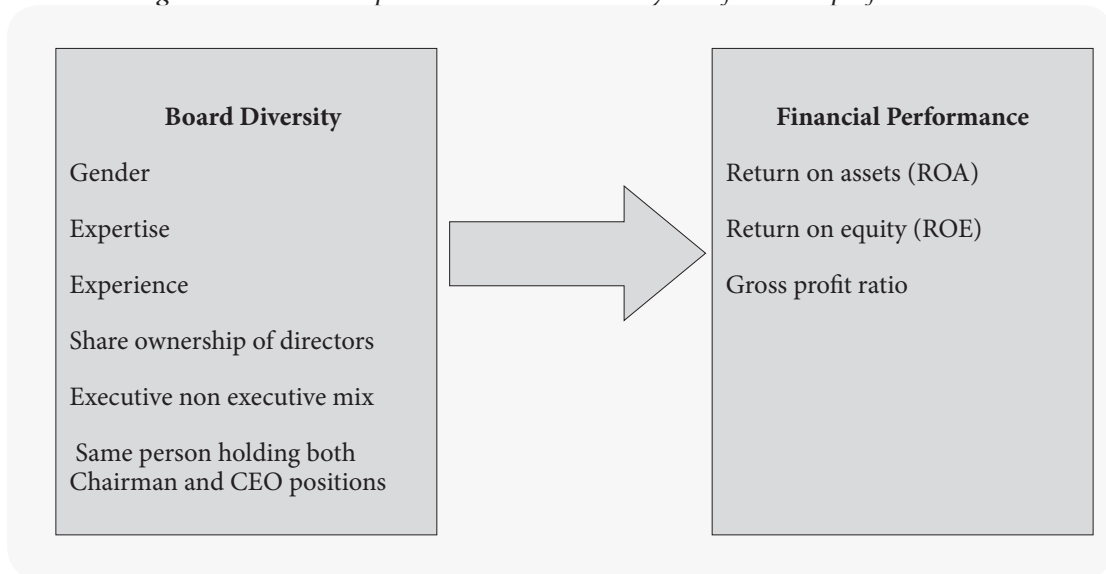 Board Diversity
Gender
Expertise
Experience
Share ownership of directors
Executive non executive mix
Same person holding both
Chairman and CEO positions
Financial Performance
Return on assets (ROA)
Return on equity (ROE)
Gross profit ratio